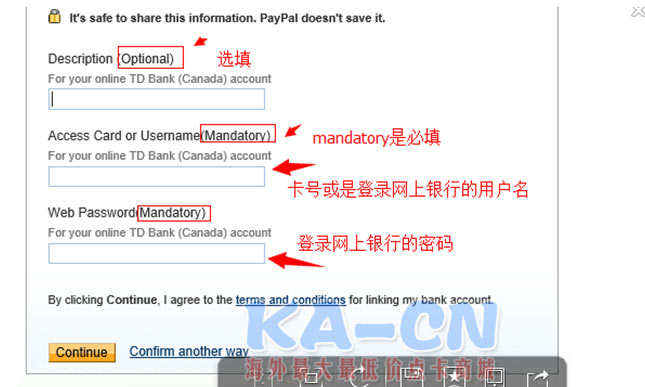 It's safe to share this information. PayPal doesn't save it.
Description (Optional) 选填
For your online TD Bank (Canada) account
Access Card or Username(Mandatory) mandatory是必填
For your online TD Bank (Canada) account
卡号或是登录网上银行的用户名
Web Password(Mandatory)
For your online TD Bank (Canada) account
登录网上银行的密码
By clicking Continue, I agree to the terms and conditions for linking my bank account.
KA-CN
Continue Confirm another way
海外最大最低价点卡商城